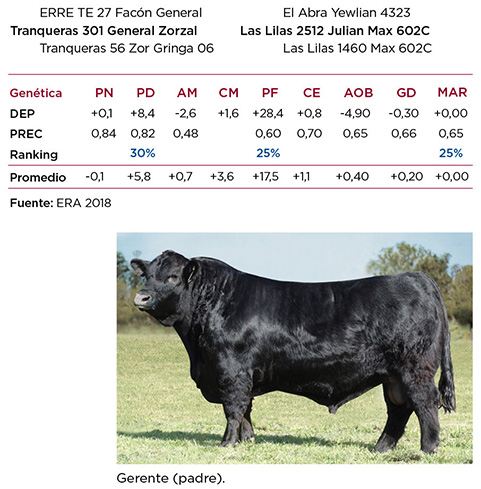 ERRE TE 27 Facón General El Abra Yewlian 4323
Tranqueras 301 General Zorzal Las Lilas 2512 Julian Max 602C
Tranqueras 56 Zor Gringa 06 Las Lilas 1460 Max 602C
Genética PN PD AM CM PF CE AOB GD MAR
DEP +0,1 +8,4 -2,6 +1,6 +28,4 +0,8 -4,90 -0,30 +0,00
PREC 0,84 0,82 0,48 0,60 0,70 0,65 0,66 0,65
Ranking 30% 25% 25%
Promedio -0,1 +5,8 +0,7 +3,6 +17,5 +1,1 +0,40 +0,20 +0,00
Fuente: ERA 2018
Gerente (padre).